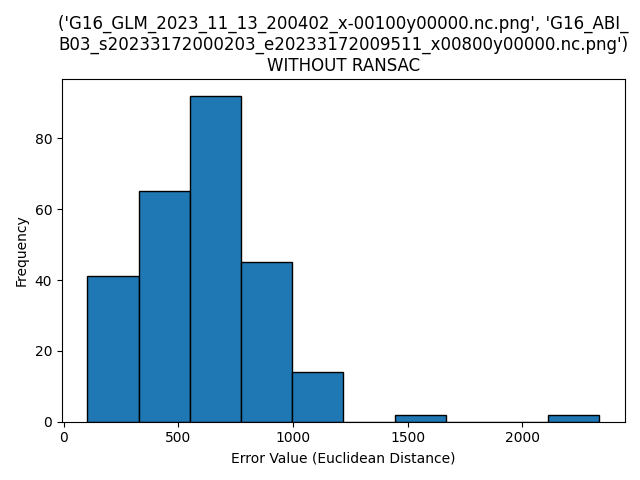 ('G16_GLM_2023_11_13_200402_x-00100y00000.nc.png', 'G16_ABI_
B03_s20233172000203_e20233172009511_x00800y00000.nc.png')
WITHOUT RANSAC
80
60
40
20
0
Frequency
0 500 1000 1500 2000
Error Value (Euclidean Distance)